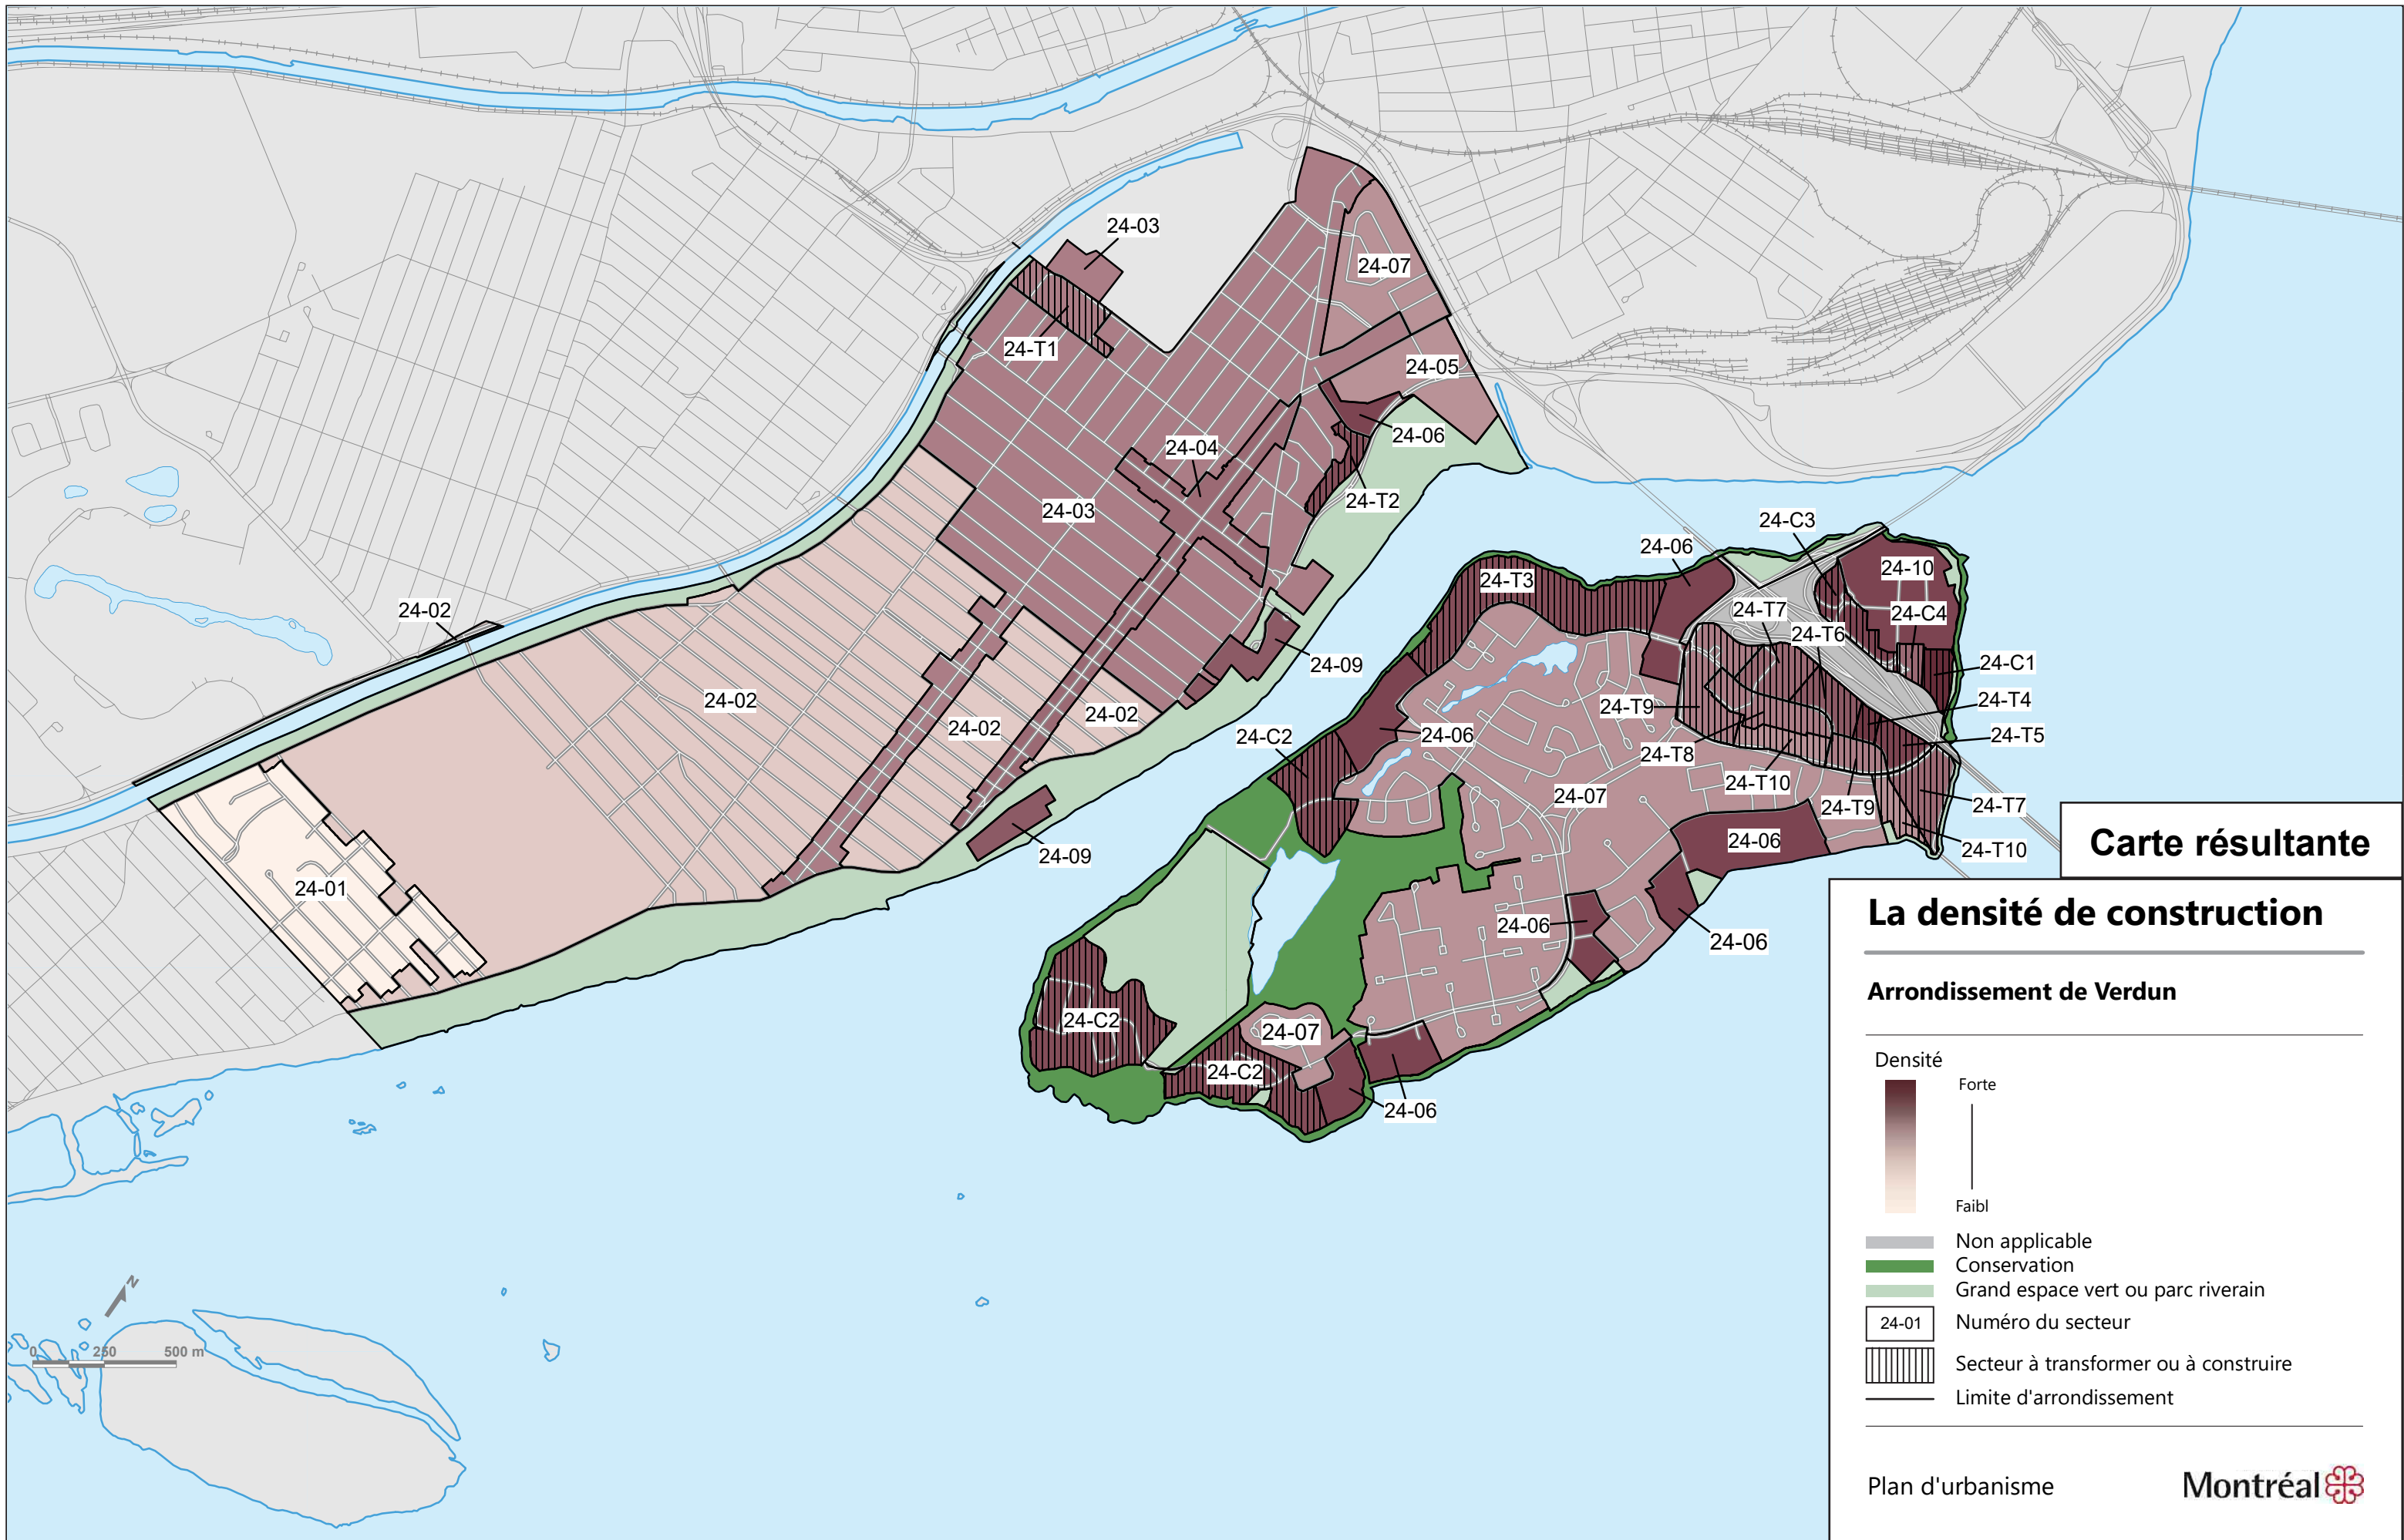 24-03
24-07
24-T1
24-05
24-06
24-04
24-T2
24-03
24-C3
24-06
24-10
24-T3
24-02
24-T7
24-C4
24-T6
24-09
24-C1
24-02
24-T4
24-T9
24-02
24-02
24-06
24-C2
24-T5
24-T8
24-T10
24-07
24-T9
24-T7
24-06
24-T10
24-09
24-01
24-06
24-06
24-C2
24-07
24-C2
24-06
N
0 250 500 m
Carte résultante
La densité de construction
Arrondissement de Verdun
Densité
Forte
Faibl
Non applicable
Conservation
Grand espace vert ou parc riverain
24-01 Numéro du secteur
Secteur à transformer ou à construire
Limite d'arrondissement
Plan d'urbanisme
Montréal